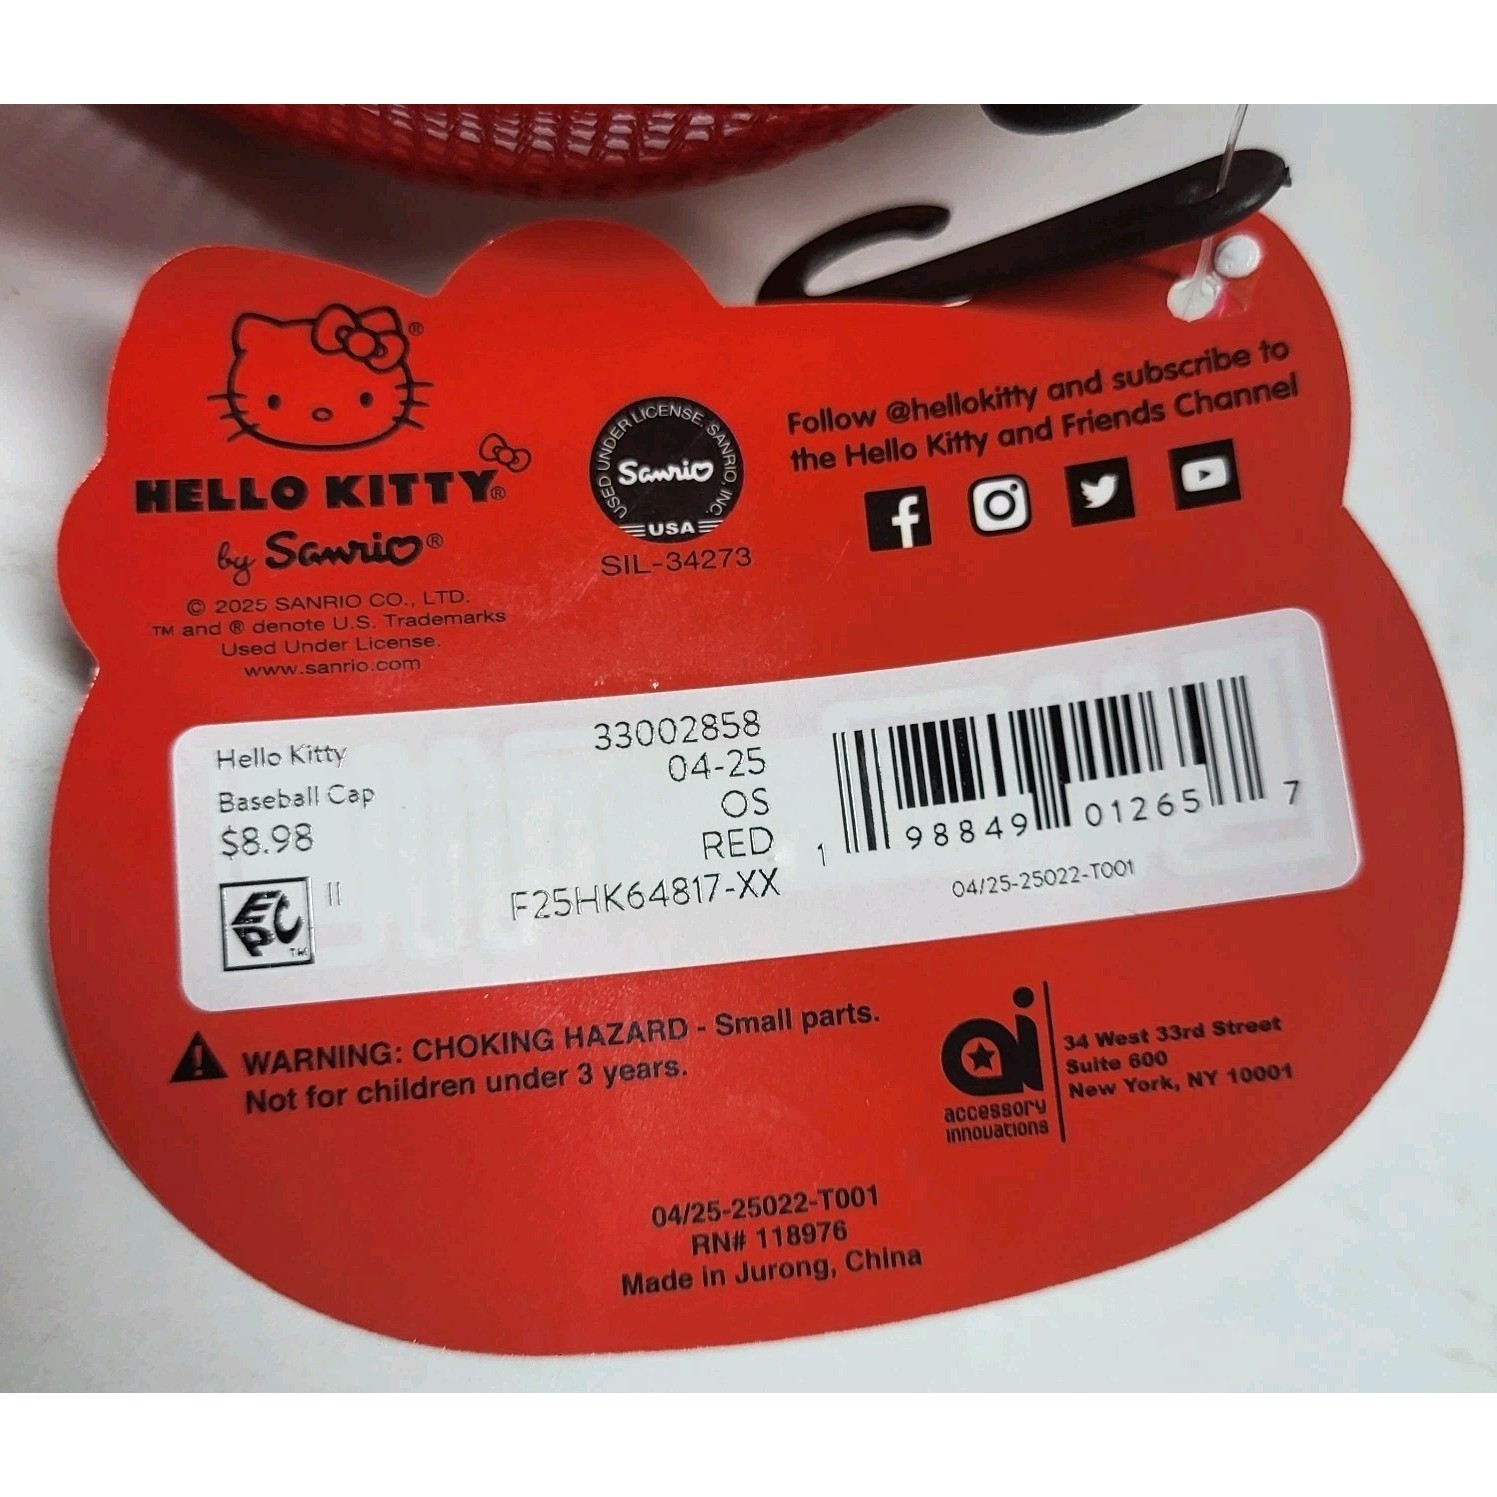 ®
HELLO KITTY®
by Sanrio®
© 2025 SANRIO CO., LTD.
TM and ® denote U.S. Trademarks
Used Under License.
www.sanrio.com
USED UNDER LICENSE. SANRIO, INC.
Sanrio
USA
SIL-34273
Follow @hellokitty and subscribe to
the Hello Kitty and Friends Channel
Hello Kitty
Baseball Cap
$8.98
EPC TM
II
33002858
04-25
OS
RED
F25HK64817-XX
1 98849 01265 7
04/25-25022-T001
WARNING: CHOKING HAZARD - Small parts.
Not for children under 3 years.
ai
accessory
innovations
34 West 33rd Street
Suite 600
New York, NY 10001
04/25-25022-T001
RN# 118976
Made in Jurong, China